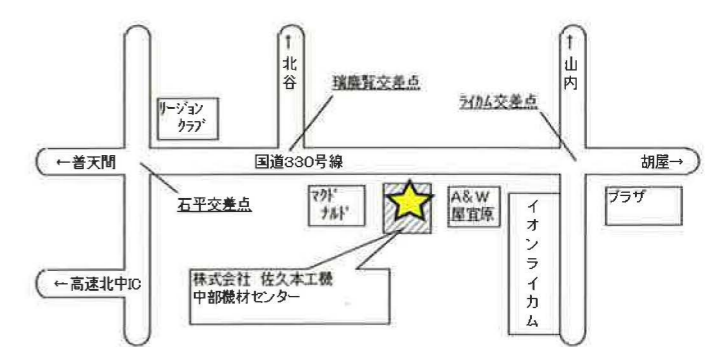 ↑
北
谷
↑
山
内
瑞慶覧交差点
ライカム交差点
リージョン
クラブ
←普天間
国道330号線
胡屋→
石平交差点
マクド
ナルド
A&W
屋宜原
イオンライカム
プラザ
←高速北中IC
株式会社 佐久本工機
中部機材センター